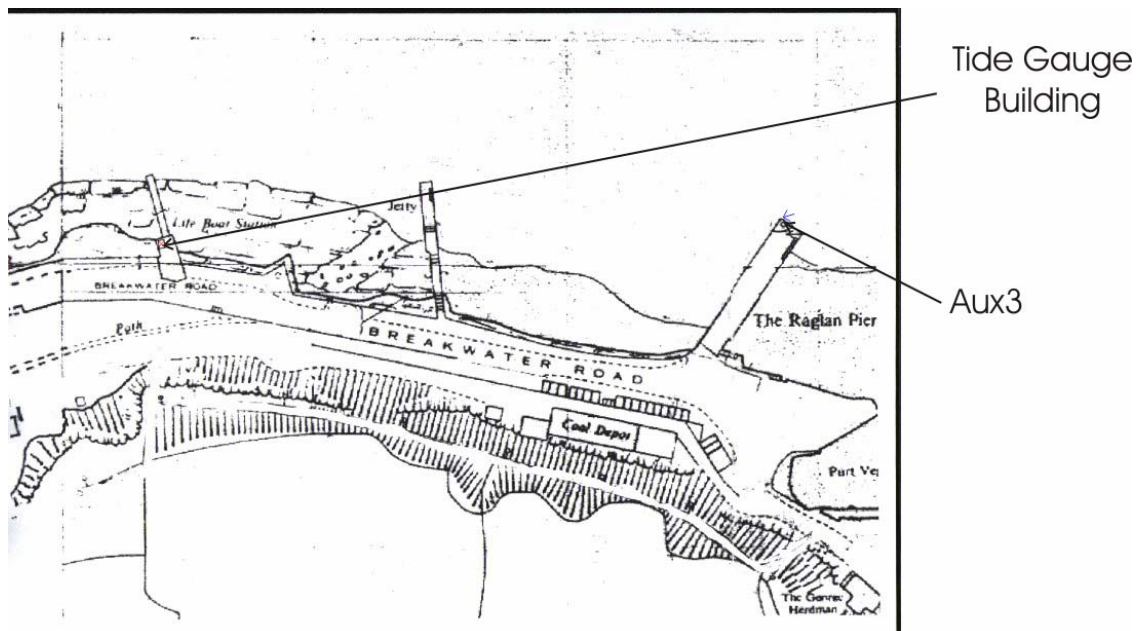 Tide Gauge
Building
Jetty
Life Boat Station
BREAKWATER ROAD
Aux3
The Raglan Pier
Path
BREAKWATER ROAD
Coal Depot
Port
The
Herdman